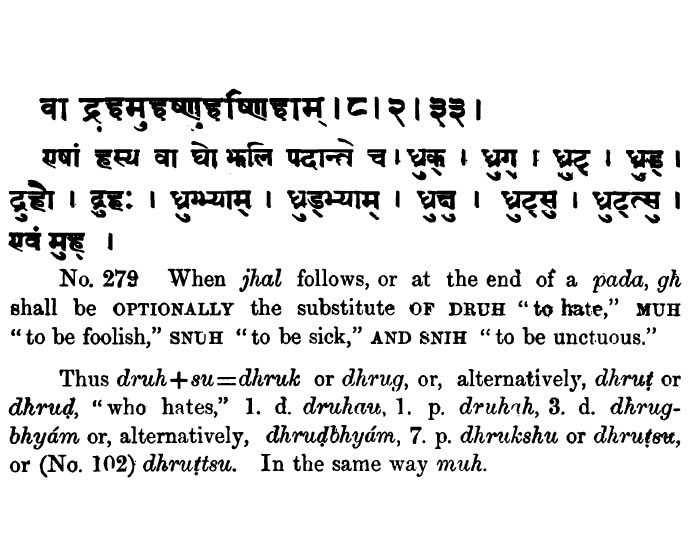 वा द्रुहमुहष्णुहष्णिहाम् । ८ । २ । ३३ ।
एषां हस्य वा घो झलि पदान्ते च । ध्रुक् । ध्रुग् । ध्रुट् । ध्रुड् ।
द्रुहौ । द्रुहः । ध्रुग्भ्याम् । ध्रुड्भ्याम् । ध्रुक्षु । ध्रुट्सु । ध्रुट्त्सु ।
एवं मुह् ।
No. 279 When jhal follows, or at the end of a pada, gh
shall be OPTIONALLY the substitute OF DRUH “to hate,” MUH
“to be foolish,” SNUH “to be sick,” AND SNIH “to be unctuous.”
Thus druh+su=dhruk or dhrug, or, alternatively, dhruṭ or
dhruḍ, “who hates,” 1. d. druhau, 1. p. druhah, 3. d. dhrug-
bhyám or, alternatively, dhruḍbhyám, 7. p. dhrukshu or dhruṭsu,
or (No. 102) dhruṭtsu. In the same way muh.